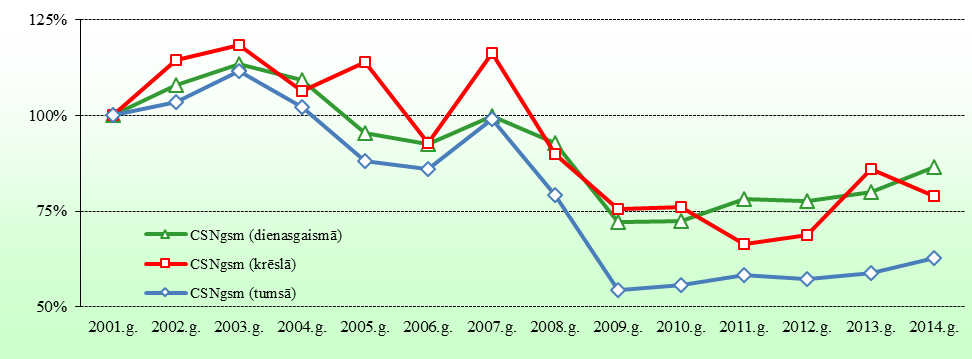 125%
100%
75%
50%
CSNgsm (dienasgaismā)
CSNgsm (krēslā)
CSNgsm (tumsā)
2001.g. 2002.g. 2003.g. 2004.g. 2005.g. 2006.g. 2007.g. 2008.g. 2009.g. 2010.g. 2011.g. 2012.g. 2013.g. 2014.g.